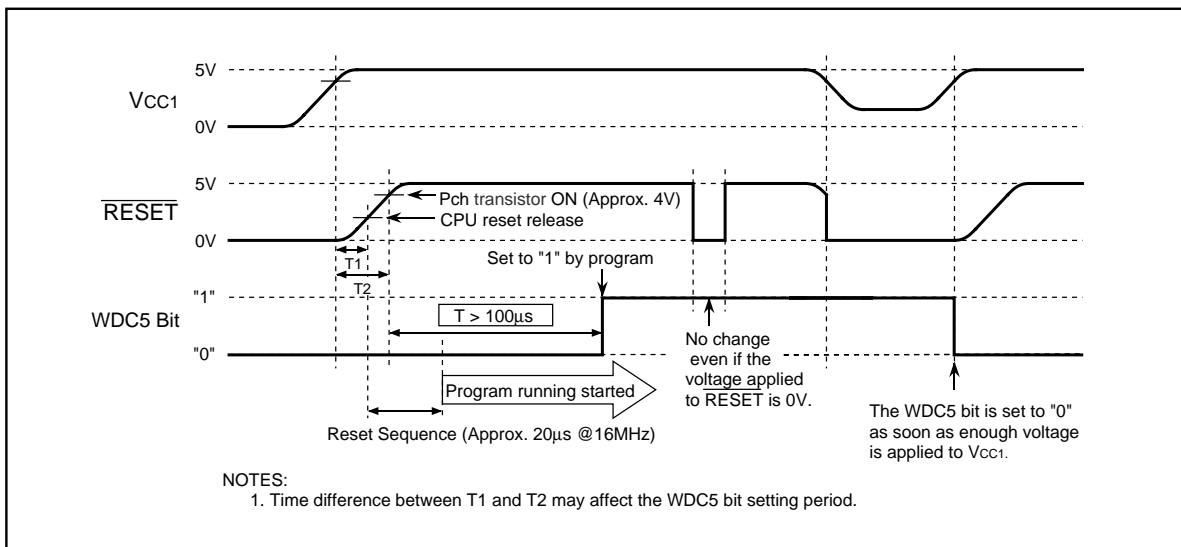 5V
VCC1
0V
5V
Pch transistor ON (Approx. 4V)
RESET
CPU reset release
0V
T1
Set to "1" by program
T2
"1"
WDC5 Bit
T > 100μs
"0"
No change
even if the
voltage applied
to RESET is 0V.
Program running started
The WDC5 bit is set to "0"
as soon as enough voltage
is applied to VCC1.
Reset Sequence (Approx. 20μs @16MHz)
NOTES:
1. Time difference between T1 and T2 may affect the WDC5 bit setting period.